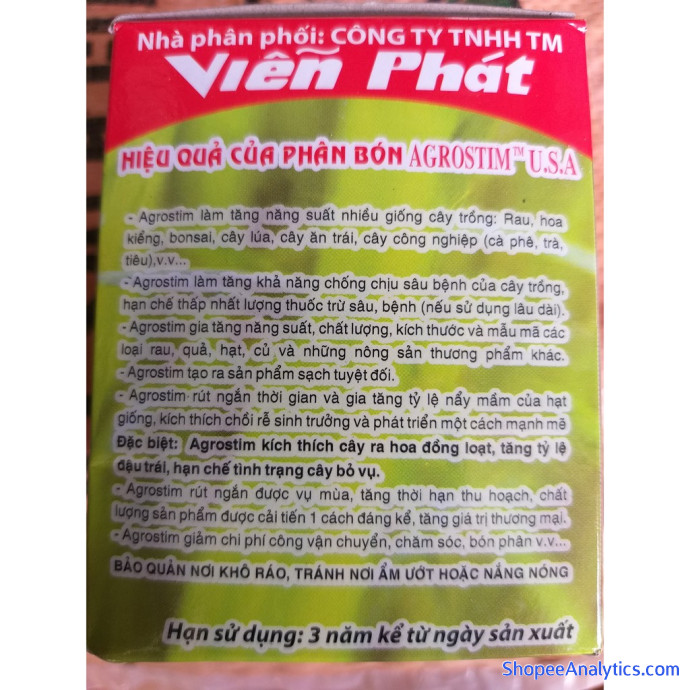 Nhà phân phối: CÔNG TY TNHH TM
Viễn Phát
HIỆU QUẢ CỦA PHÂN BÓN AGROSTIM™ U.S.A
- Agrostim làm tăng năng suất nhiều giống cây trồng: Rau, hoa
kiểng, bonsai, cây lúa, cây ăn trái, cây công nghiệp (cà phê, trà,
tiêu),v.v...
- Agrostim làm tăng khả năng chống chịu sâu bệnh của cây trồng,
hạn chế thấp nhất lượng thuốc trừ sâu, bệnh (nếu sử dụng lâu dài).
- Agrostim gia tăng năng suất, chất lượng, kích thước và mẫu mã các
loại rau, quả, hạt, củ và những nông sản thương phẩm khác.
- Agrostim tạo ra sản phẩm sạch tuyệt đối.
- Agrostim rút ngắn thời gian và gia tăng tỷ lệ nẩy mầm của hạt
giống, kích thích chồi rễ sinh trưởng và phát triển một cách mạnh mẽ
Đặc biệt: Agrostim kích thích cây ra hoa đồng loạt, tăng tỷ lệ
đậu trái, hạn chế tình trạng cây bỏ vụ.
- Agrostim rút ngắn được vụ mùa, tăng thời hạn thu hoạch, chất
lượng sản phẩm được cải tiến 1 cách đáng kể, tăng giá trị thương mại.
- Agrostim giảm chi phí công vận chuyển, chăm sóc, bón phân v.v...
BẢO QUẢN NƠI KHÔ RÁO, TRÁNH NƠI ẨM ƯỚT HOẶC NẮNG NÓNG
Hạn sử dụng: 3 năm kể từ ngày sản xuất
ShopeeAnalytics.com